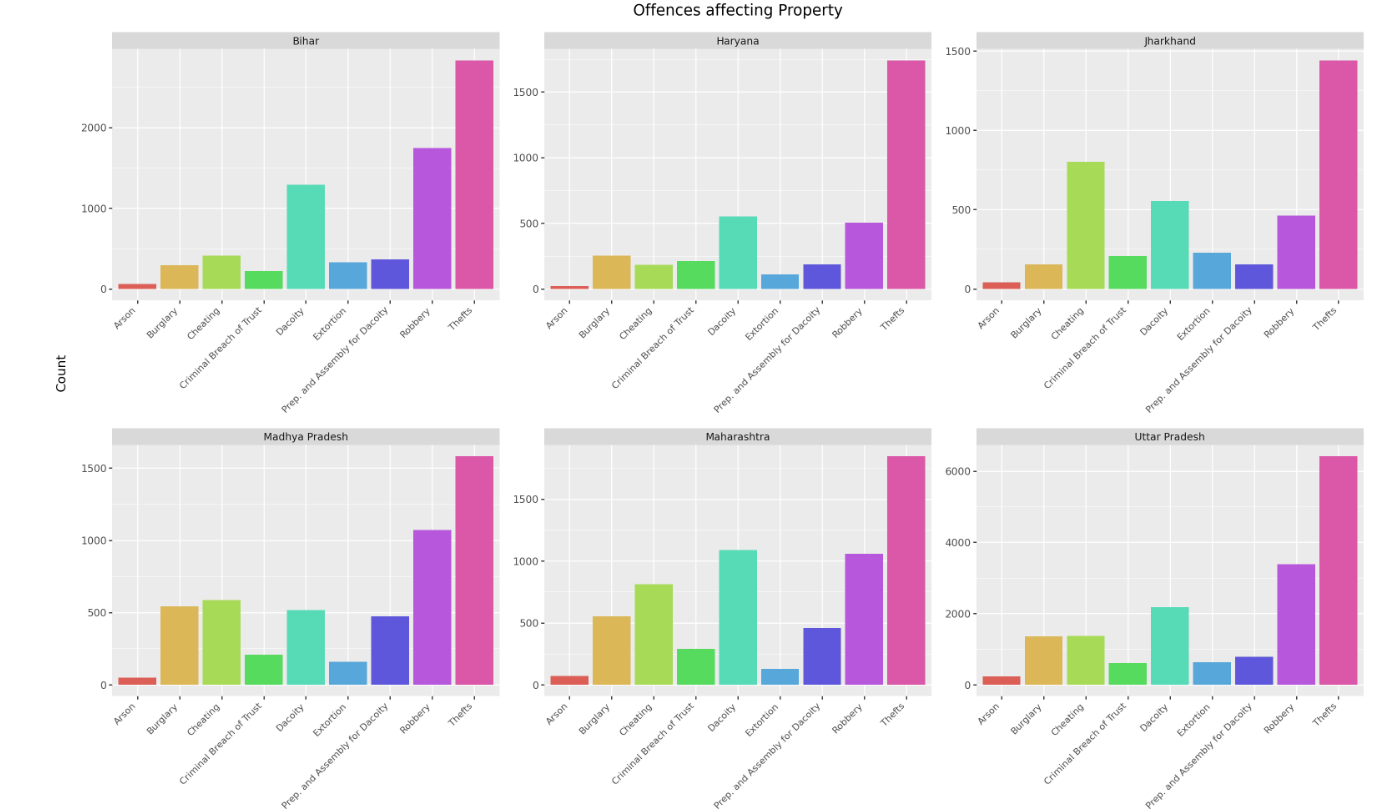 Offences affecting Property
Bihar
Haryana
Jharkhand
2000
1000
0
1500
1000
500
0
1500
1000
500
0
Arson
Burglary
Cheating
Criminal Breach of Trust
Dacoity
Extortion
Prep. and Assembly for Dacoity
Robbery
Thefts
Arson
Burglary
Cheating
Criminal Breach of Trust
Dacoity
Extortion
Prep. and Assembly for Dacoity
Robbery
Thefts
Arson
Burglary
Cheating
Criminal Breach of Trust
Dacoity
Extortion
Prep. and Assembly for Dacoity
Robbery
Thefts
Count
Madhya Pradesh
Maharashtra
Uttar Pradesh
1500
1000
500
0
1500
1000
500
0
6000
4000
2000
0
Arson
Burglary
Cheating
Criminal Breach of Trust
Dacoity
Extortion
Prep. and Assembly for Dacoity
Robbery
Thefts
Arson
Burglary
Cheating
Criminal Breach of Trust
Dacoity
Extortion
Prep. and Assembly for Dacoity
Robbery
Thefts
Arson
Burglary
Cheating
Criminal Breach of Trust
Dacoity
Extortion
Prep. and Assembly for Dacoity
Robbery
Thefts